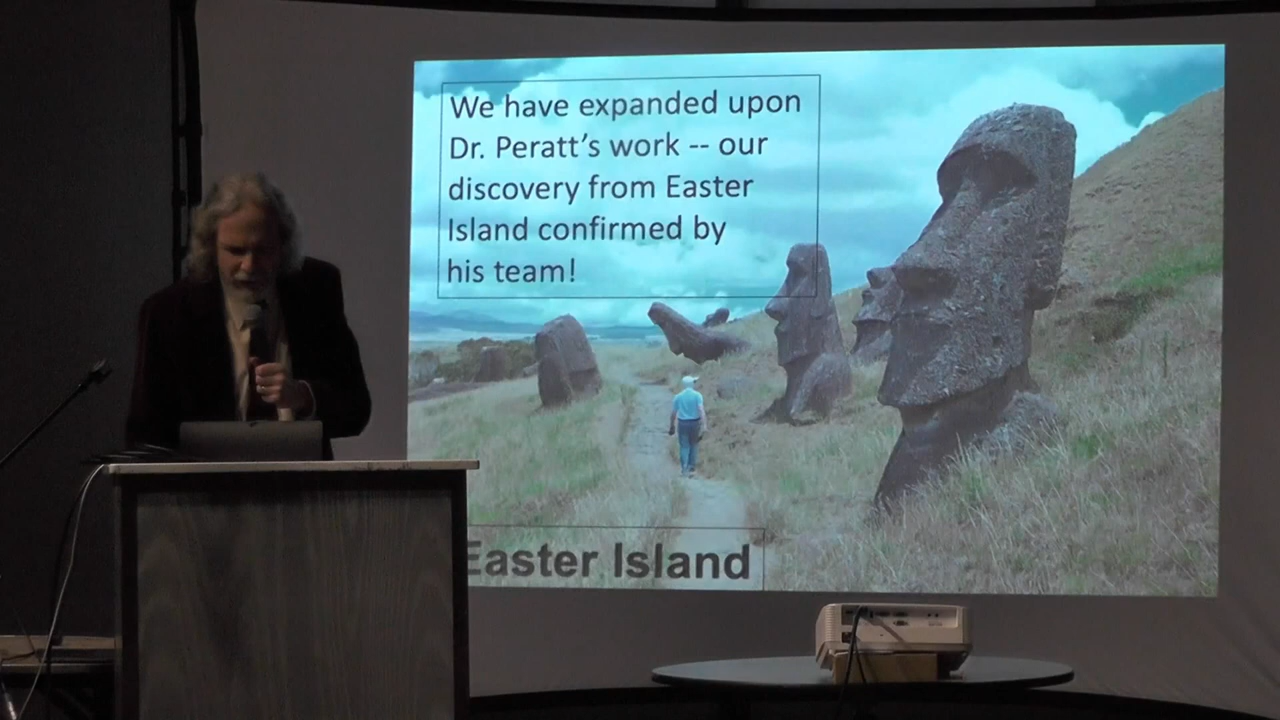 We have expanded upon
Dr. Peratt's work -- our
discovery from Easter
Island confirmed by
his team!
Easter Island